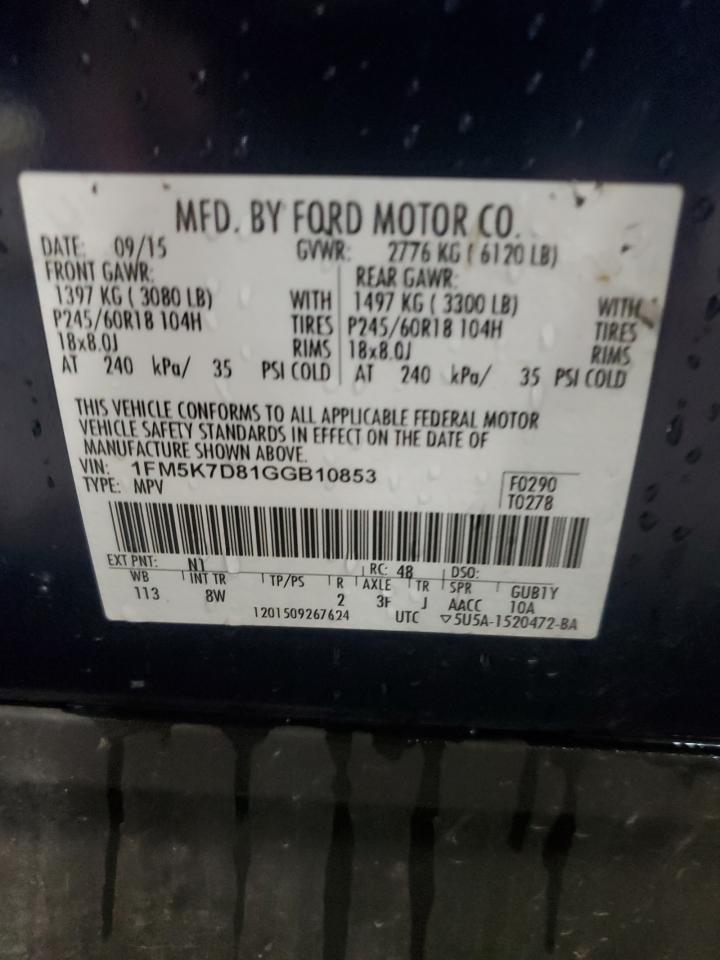 MFD. BY FORD MOTOR CO.
DATE: 09/15 GVWR: 2776 KG ( 6120 LB)
FRONT GAWR: REAR GAWR:
1397 KG ( 3080 LB) WITH 1497 KG ( 3300 LB) WITH
P245/60R18 104H TIRES P245/60R18 104H TIRES
18x8.0J RIMS 18x8.0J RIMS
AT 240 kPa/ 35 PSI COLD AT 240 kPa/ 35 PSI COLD
THIS VEHICLE CONFORMS TO ALL APPLICABLE FEDERAL MOTOR
VEHICLE SAFETY STANDARDS IN EFFECT ON THE DATE OF
MANUFACTURE SHOWN ABOVE.
VIN: 1FM5K7D81GGB10853 F0290
TYPE: MPV T0278
EXT PNT: N1 RC: 48 DSO:
WB INT TR TP/PS R AXLE TR SPR GUB1Y
113 8W 2 3F J AACC 10A
1201509267624 UTC ▽5U5A-1520472-BA